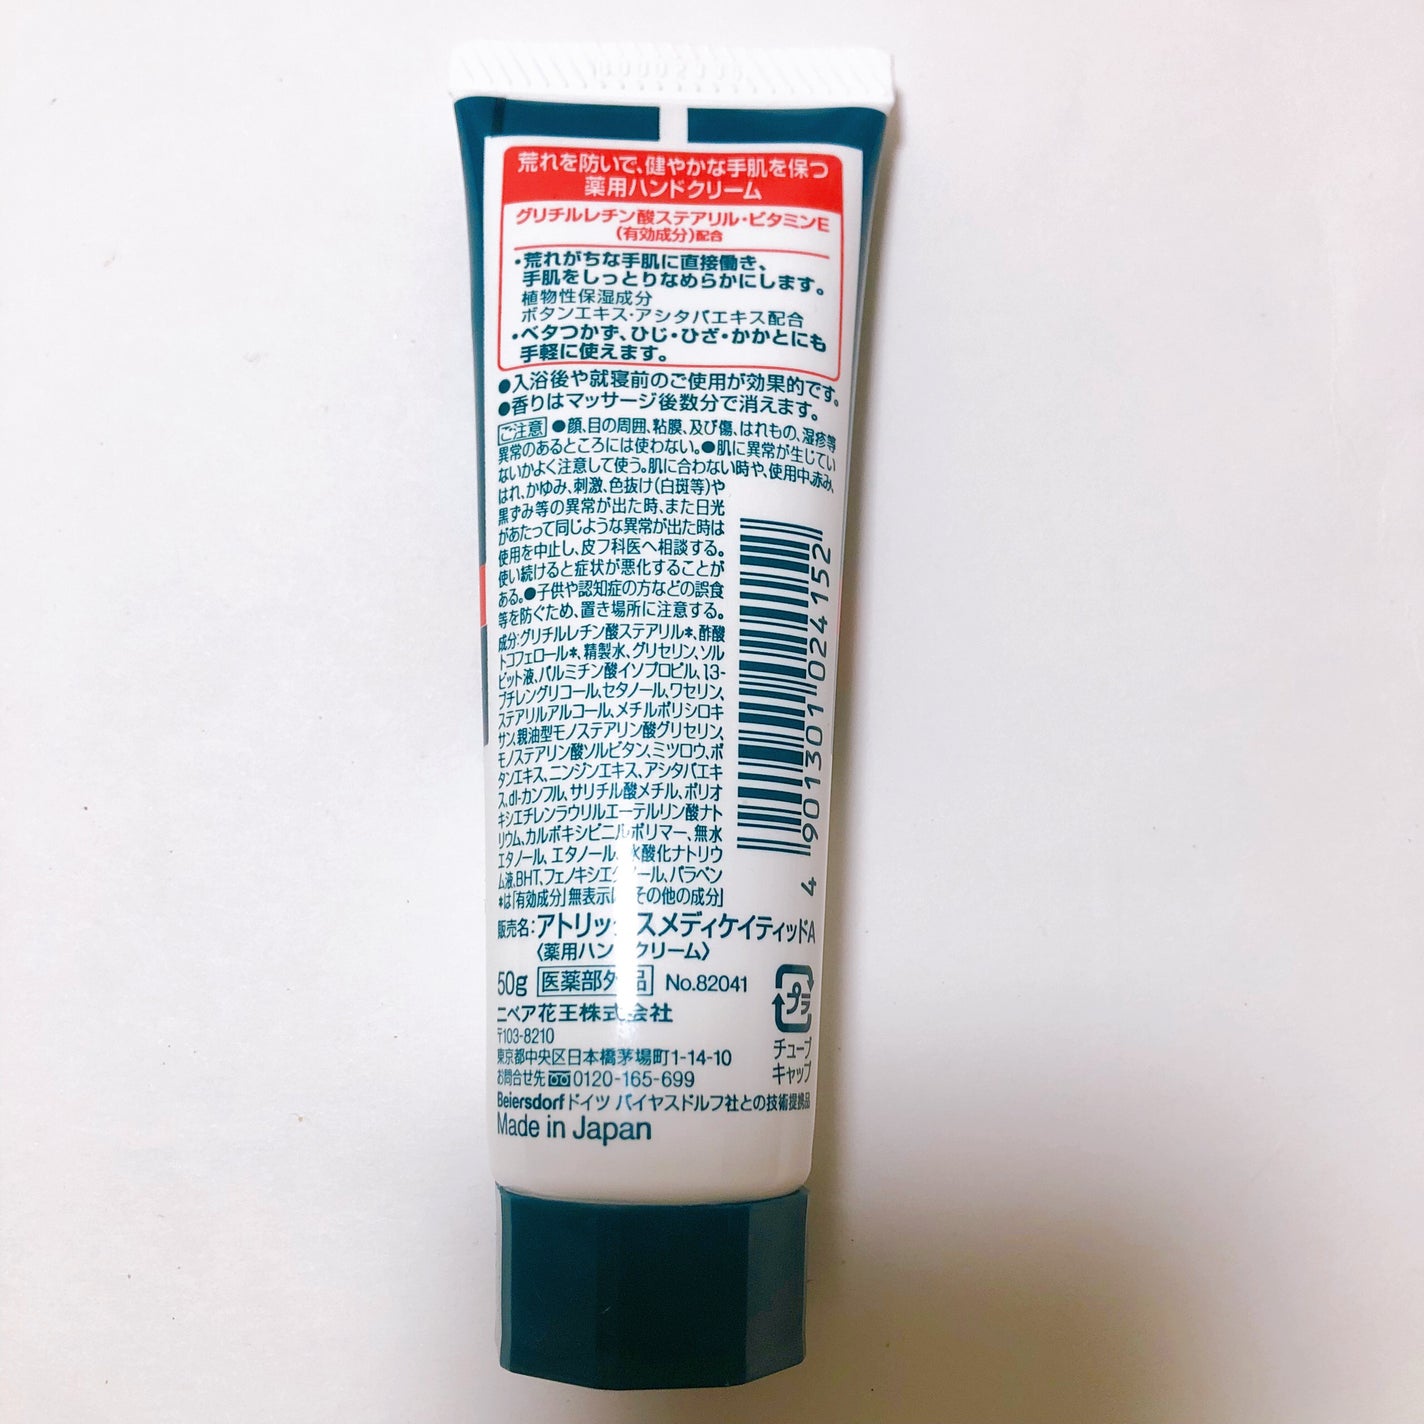 荒れを防いで、健やかな手肌を保つ
薬用ハンドクリーム
グリチルレチン酸ステアリル・ビタミンE
(有効成分)配合
・荒れがちな手肌に直接働き、
手肌をしっとりなめらかにします。
植物性保湿成分
ボタンエキス・アシタバエキス配合
・ベタつかず、ひじ・ひざ・かかとにも
手軽に使えます。
●入浴後や就寝前のご使用が効果的です。
●香りはマッサージ後数分で消えます。
ご注意 ●顔、目の周囲、粘膜、及び傷、はれもの、湿疹等
異常のあるところには使わない。●肌に異常が生じてい
ないかよく注意して使う。肌に合わない時や、使用中、赤み、
はれ、かゆみ、刺激、色抜け(白斑等)や
黒ずみ等の異常が出た時、また日光
があたって同じような異常が出た時は
使用を中止し、皮フ科医へ相談する。
使い続けると症状が悪化することが
ある。●子供や認知症の方などの誤食
等を防ぐため、置き場所に注意する。
成分:グリチルレチン酸ステアリル*、酢酸
トコフェロール*、精製水、グリセリン、ソル
ビット液、パルミチン酸イソプロピル、1,3-
ブチレングリコール、セタノール、ワセリン、
ステアリルアルコール、メチルポリシロキ
サン、親油型モノステアリン酸グリセリン、
モノステアリン酸ソルビタン、ミツロウ、ボ
タンエキス、ニンジンエキス、アシタバエキ
ス、dl-カンフル、サリチル酸メチル、ポリオ
キシエチレンラウリルエーテルリン酸ナト
リウム、カルボキシビニルポリマー、無水
エタノール、エタノール、水酸化ナトリウ
ム液、BHT、フェノキシエタノール、パラベン
*は「有効成分」無表示は「その他の成分」
4 901301 024152
販売名:アトリックスメディケイティッドA
〈薬用ハンドクリーム〉
50g 医薬部外品 No.82041
プラ
チューブ
キャップ
ニベア花王株式会社
〒103-8210
東京都中央区日本橋茅場町1-14-10
お問合せ先 0120-165-699
Beiersdorf ドイツ バイヤスドルフ社との技術提携品
Made in Japan